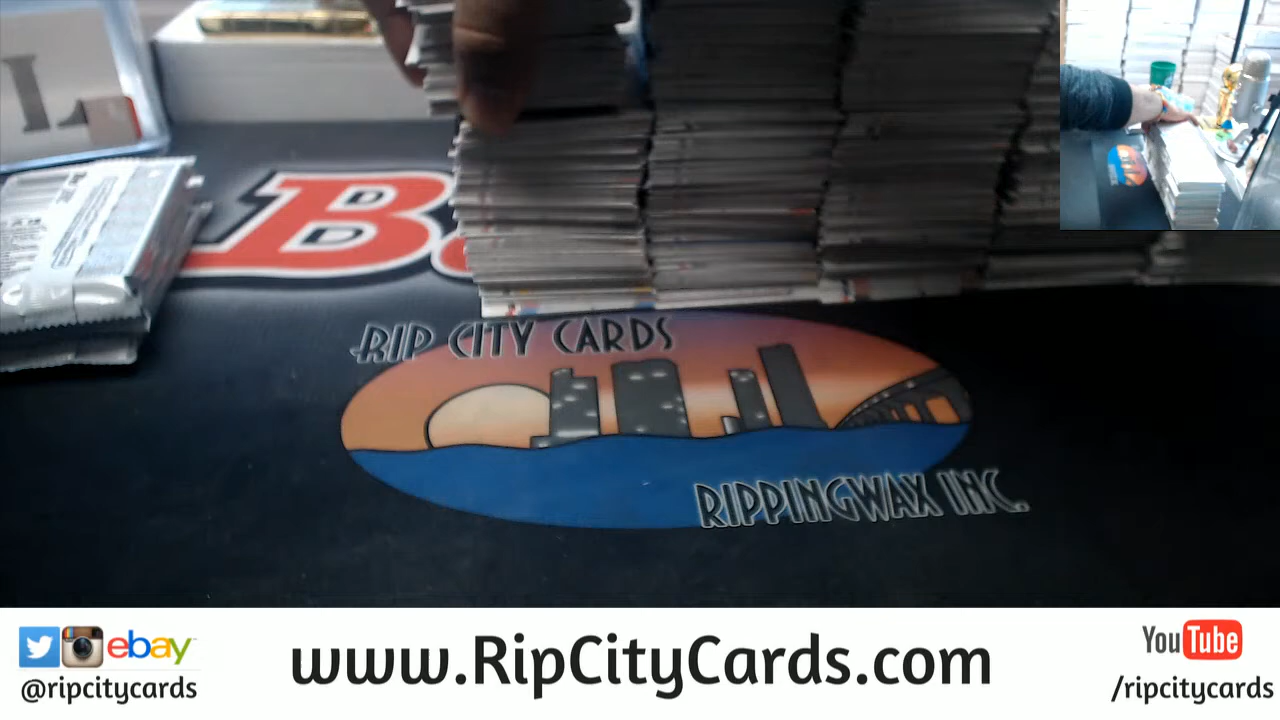 L
B
RIP CITY CARDS
RIPPINGWAX INC.
ebay
@ripcitycards
www.RipCityCards.com
YouTube
/ripcitycards